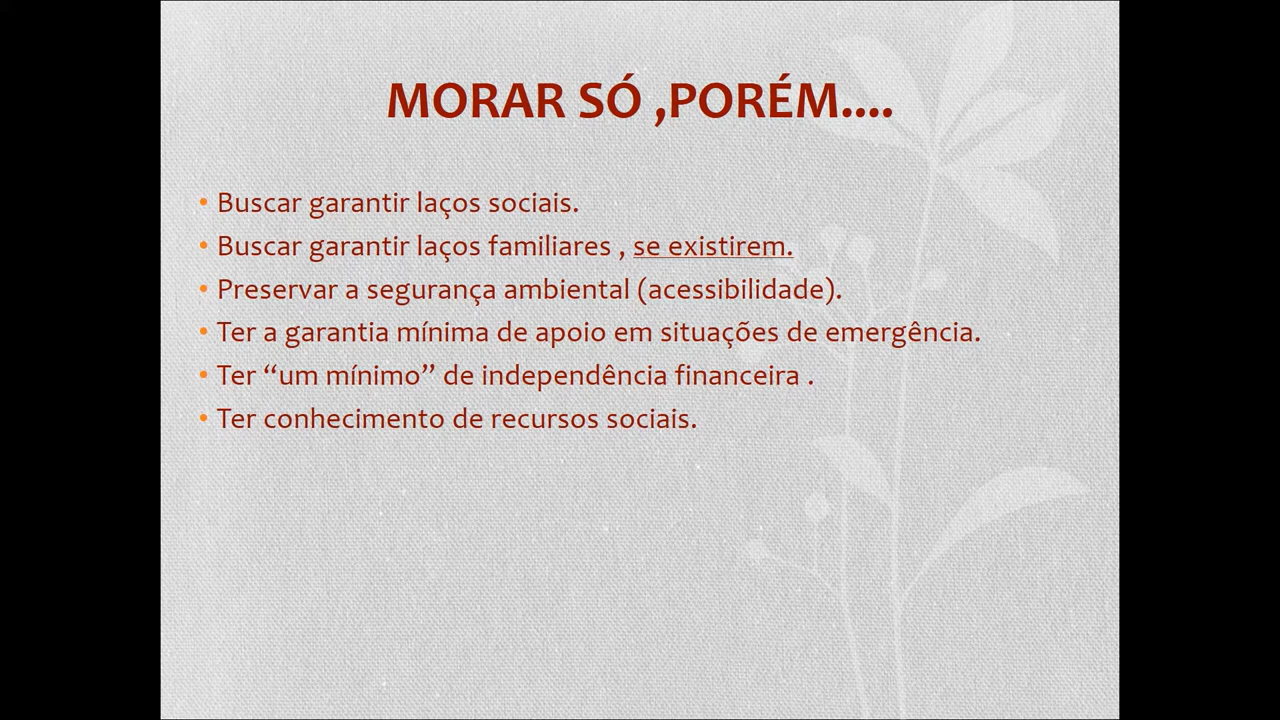 MORAR SÓ ,PORÉM....
• Buscar garantir laços sociais.
• Buscar garantir laços familiares , se existirem.
• Preservar a segurança ambiental (acessibilidade).
• Ter a garantia mínima de apoio em situações de emergência.
• Ter “um mínimo” de independência financeira .
• Ter conhecimento de recursos sociais.